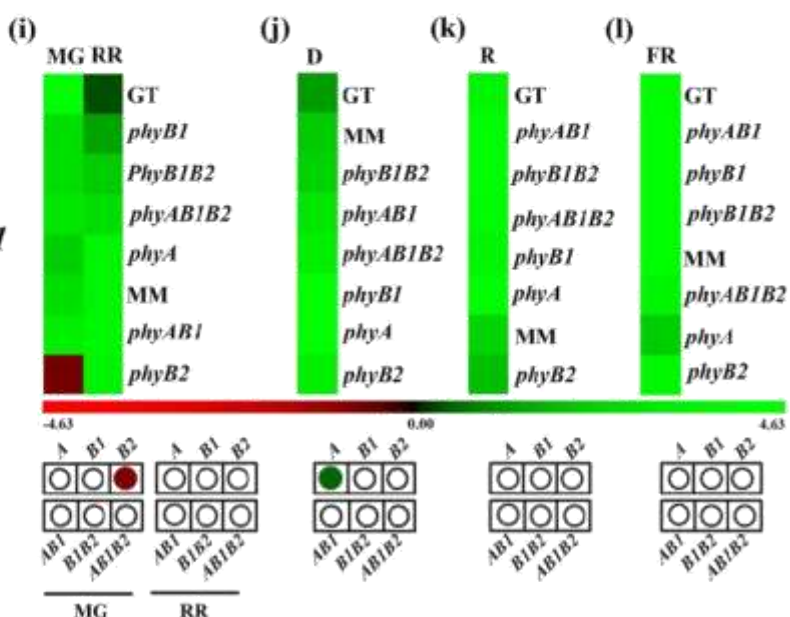 (i) (j) (k) (l)
MG RR D R FR
GT GT GT GT
phyB1 MM phyAB1 phyAB1
PhyB1B2 phyB1B2 phyB1B2 phyB1
phyAB1B2 phyAB1 phyAB1B2 phyB1B2
phyA phyAB1B2 phyB1 MM
MM phyB1 phyA phyAB1B2
phyAB1 phyA MM phyA
phyB2 phyB2 phyB2 phyB2
-4.63 0.00 4.63
A B1 B2 A B1 B2 A B1 B2 A B1 B2 A B1 B2
AB1 B1B2 AB1B2 AB1 B1B2 AB1B2 AB1 B1B2 AB1B2 AB1 B1B2 AB1B2 AB1 B1B2 AB1B2
MG RR